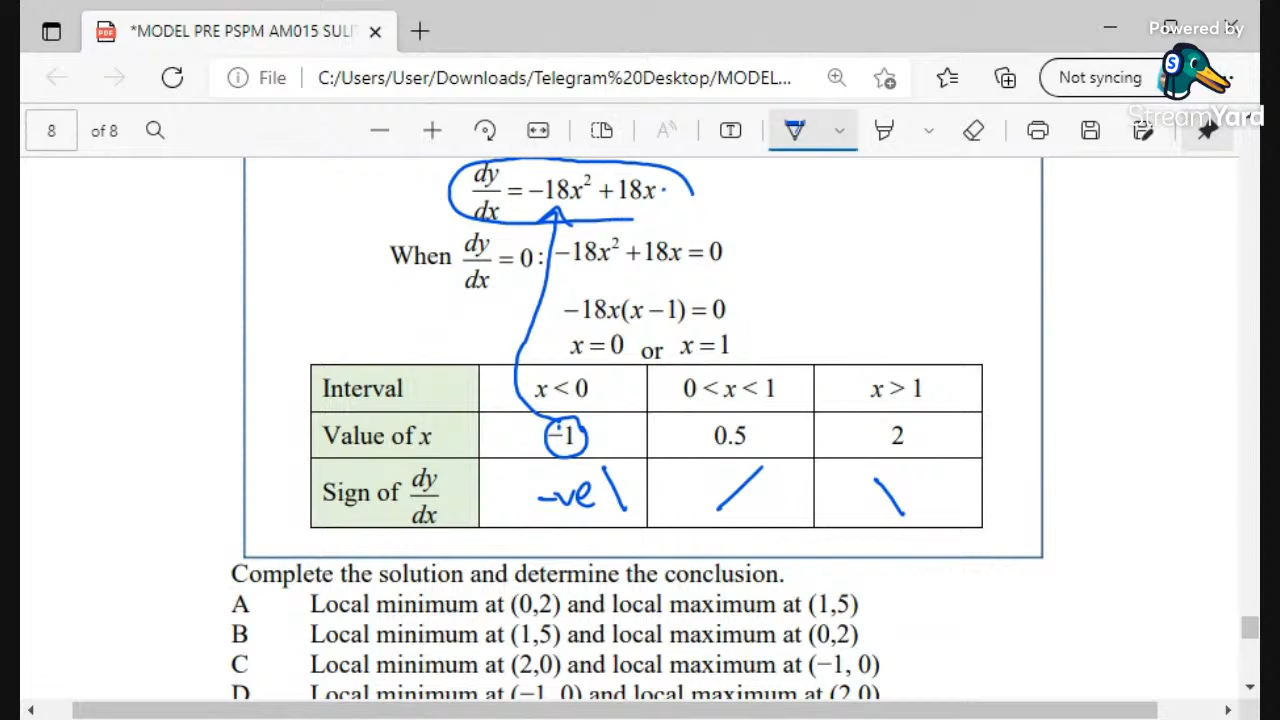 Powered by
*MODEL PRE PSPM AM015 SULI
File C:/Users/User/Downloads/Telegram%20Desktop/MODEL... Not syncing
StreamYard
8 of 8
dy/dx = −18x² + 18x
When dy/dx = 0: −18x² + 18x = 0
−18x(x − 1) = 0
x = 0 or x = 1
Interval x < 0 0 < x < 1 x > 1
Value of x −1 0.5 2
Sign of dy/dx -ve \ / \
Complete the solution and determine the conclusion.
A Local minimum at (0,2) and local maximum at (1,5)
B Local minimum at (1,5) and local maximum at (0,2)
C Local minimum at (2,0) and local maximum at (−1, 0)
D Local minimum at (−1, 0) and local maximum at (2,0)